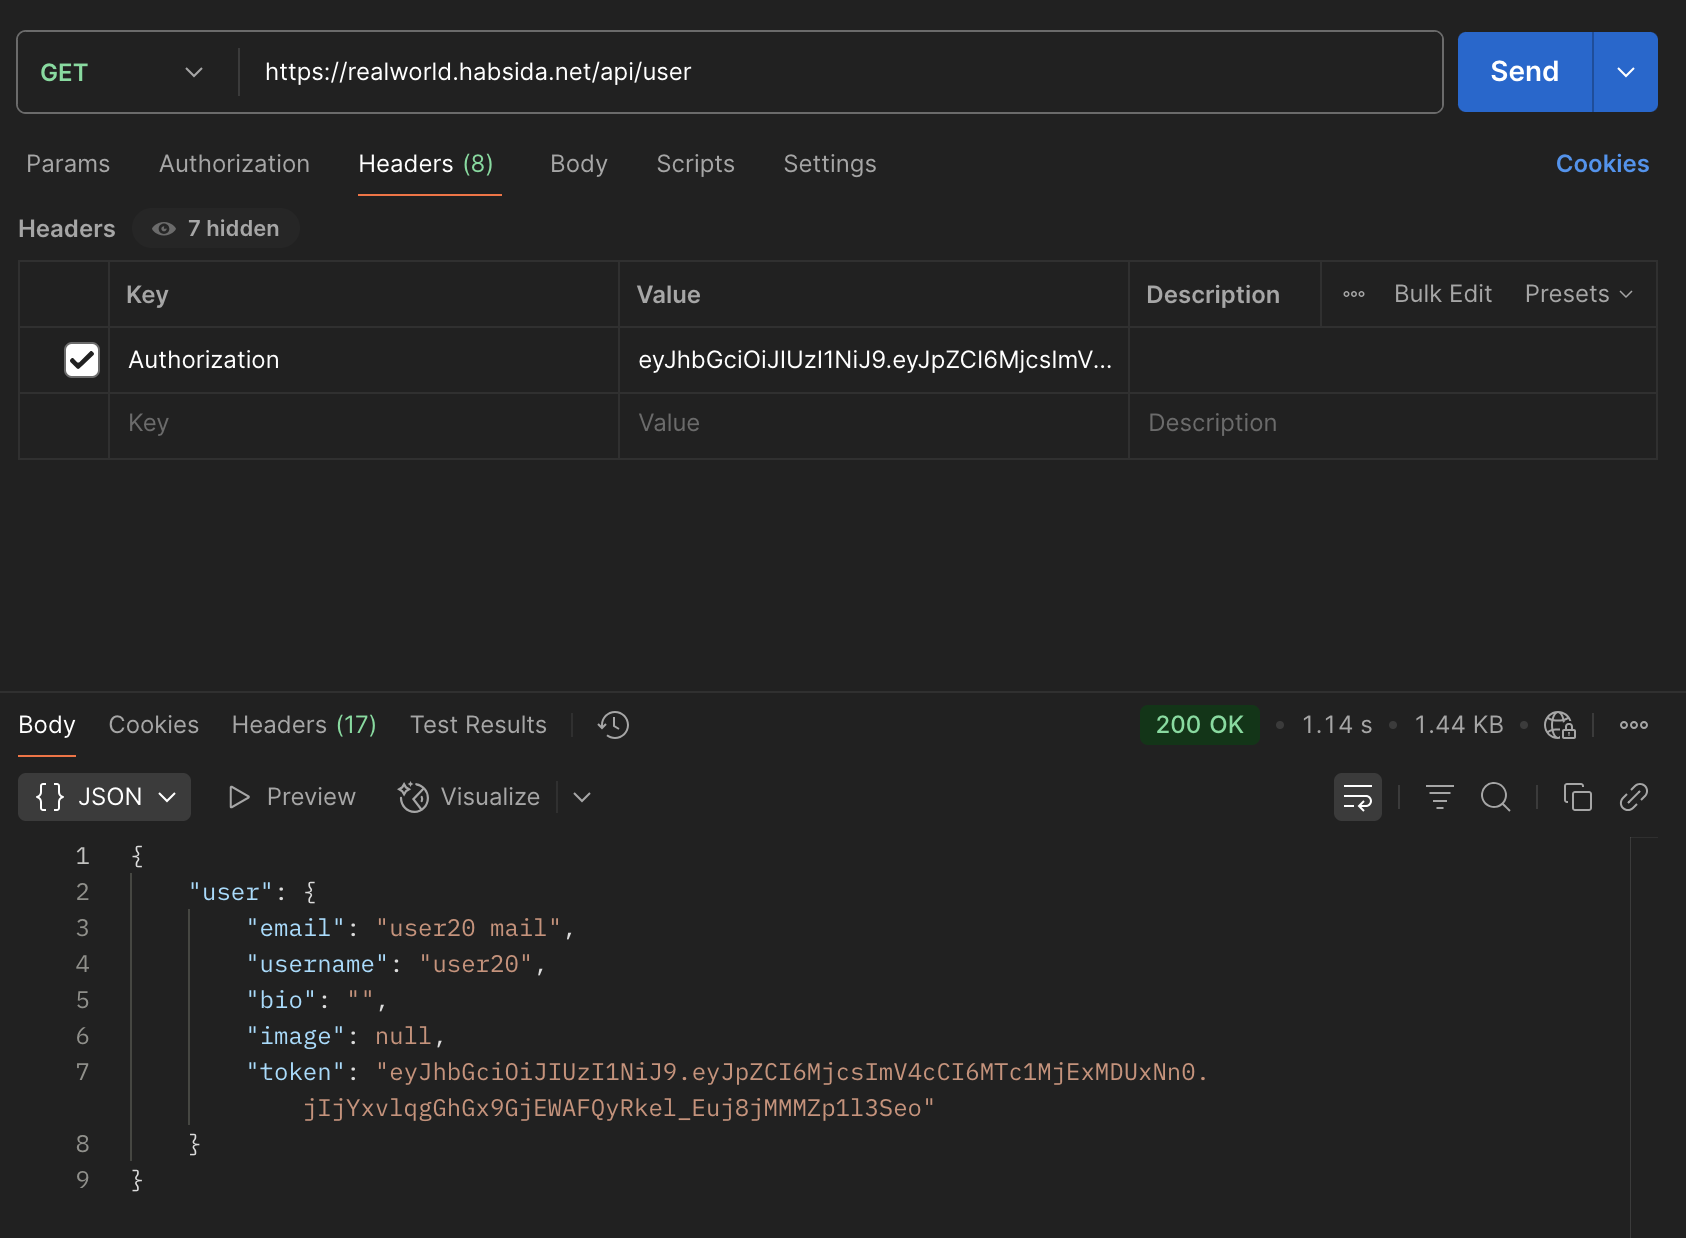 GET https://realworld.habsida.net/api/user Send
Params Authorization Headers (8) Body Scripts Settings Cookies
Headers 7 hidden
Key Value Description Bulk Edit Presets
Authorization eyJhbGciOiJIUzI1NiJ9.eyJpZCI6MjcsImV...
Key Value Description
Body Cookies Headers (17) Test Results 200 OK • 1.14 s • 1.44 KB •
{} JSON Preview Visualize
1 {
2 "user": {
3 "email": "user20 mail",
4 "username": "user20",
5 "bio": "",
6 "image": null,
7 "token": "eyJhbGciOiJIUzI1NiJ9.eyJpZCI6MjcsImV4cCI6MTc1MjExMDUxNn0.
jIjYxvlqgGhGx9GjEWAFQyRkel_Euj8jMMMZp1l3Seo"
8 }
9 }